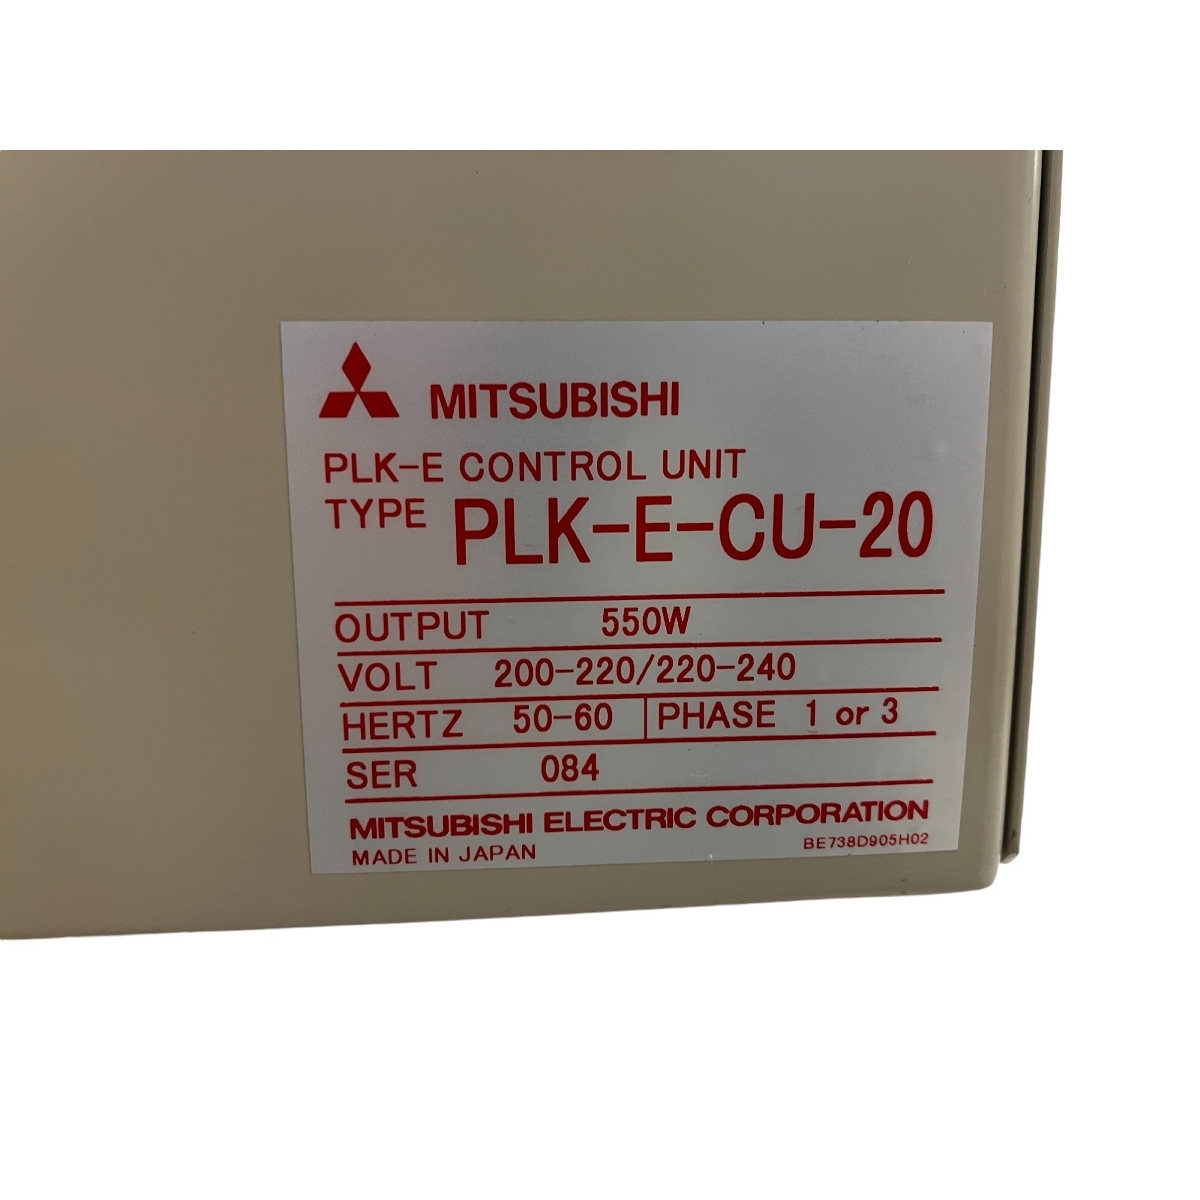 MITSUBISHI
PLK-E CONTROL UNIT
TYPE PLK-E-CU-20
OUTPUT 550W
VOLT 200-220/220-240
HERTZ 50-60 PHASE 1 or 3
SER 084
MITSUBISHI ELECTRIC CORPORATION
MADE IN JAPAN BE738D905H02